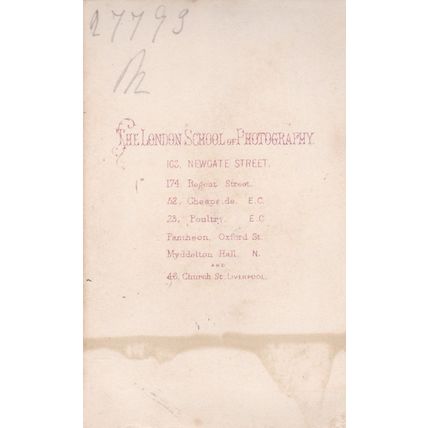 27793
THE LONDON SCHOOL OF PHOTOGRAPHY.
103, NEWGATE STREET.
174 Regent Street.
52, Cheapside. E.C.
23, Poultry. E.C
Pantheon, Oxford St.
Myddelton Hall. N.
AND
46, Church St. LIVERPOOL.